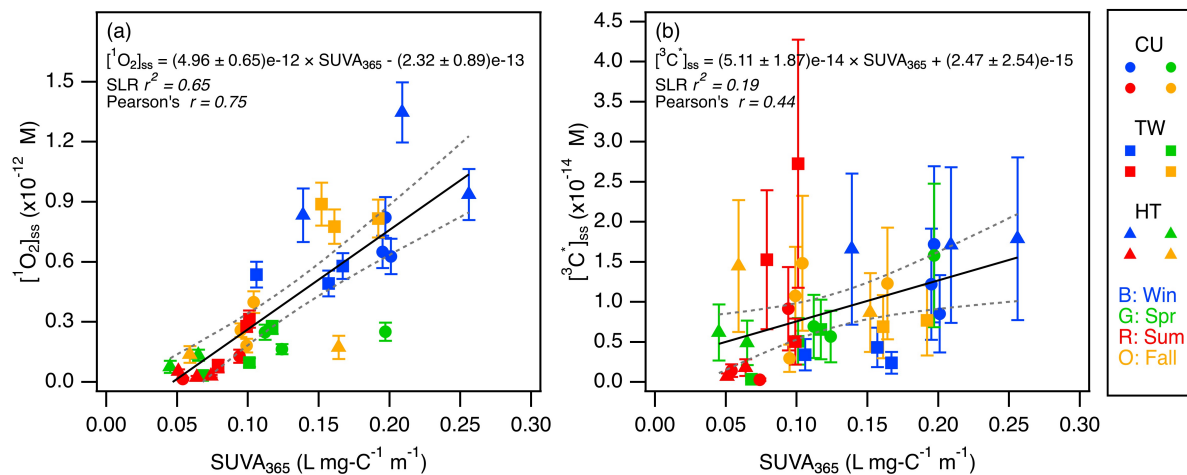 (a)
[¹O₂]ss = (4.96 ± 0.65)e-12 × SUVA₃₆₅ - (2.32 ± 0.89)e-13
SLR r² = 0.65
Pearson's r = 0.75
1.5
1.2
0.9
0.6
0.3
0.0
[¹O₂]ss (x10⁻¹² M)
0.00 0.05 0.10 0.15 0.20 0.25 0.30
SUVA₃₆₅ (L mg-C⁻¹ m⁻¹)
(b)
[³C*]ss = (5.11 ± 1.87)e-14 × SUVA₃₆₅ + (2.47 ± 2.54)e-15
SLR r² = 0.19
Pearson's r = 0.44
4.5
4.0
3.5
3.0
2.5
2.0
1.5
1.0
0.5
0.0
[³C*]ss (x10⁻¹⁴ M)
0.00 0.05 0.10 0.15 0.20 0.25 0.30
SUVA₃₆₅ (L mg-C⁻¹ m⁻¹)
CU
TW
HT
B: Win
G: Spr
R: Sum
O: Fall